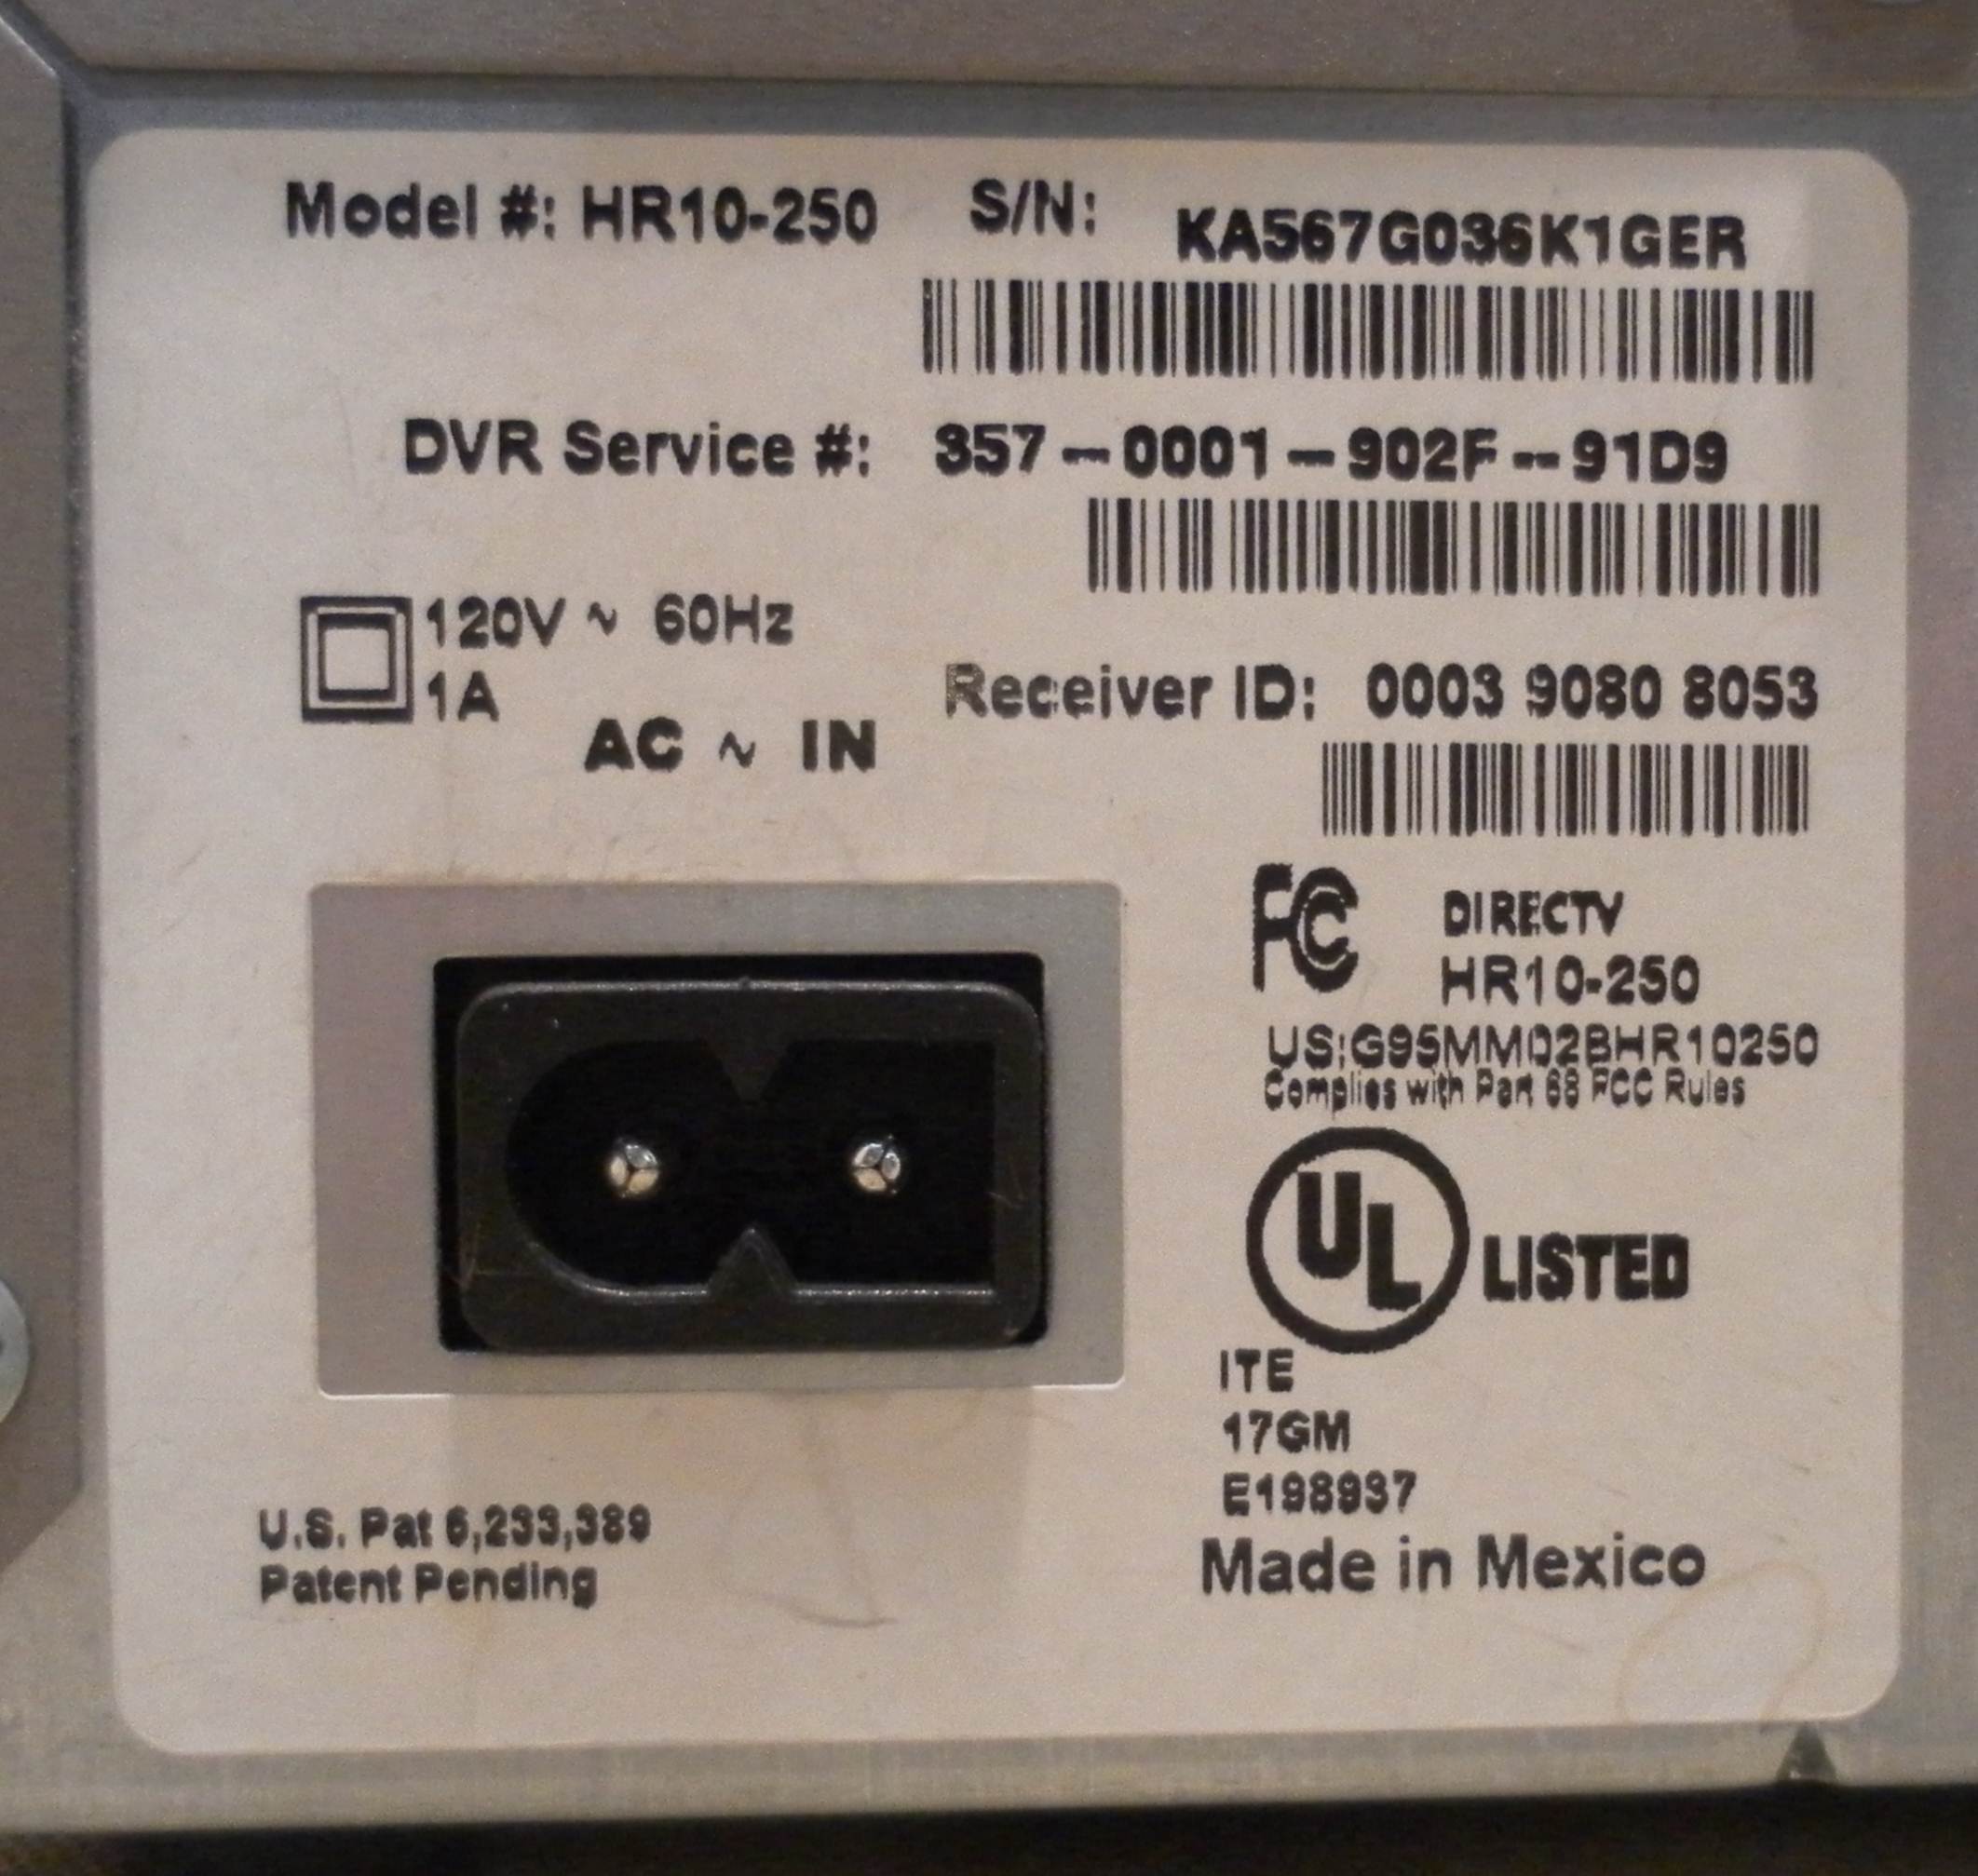 Model #: HR10-250 S/N: KA567G036K1GER
DVR Service #: 357-0001-902F-91D9
120V ~ 60Hz
1A
Receiver ID: 0003 9080 8053
AC ~ IN
FC DIRECTV
HR10-250
US:G95MM02BHR10250
Complies with Part 68 FCC Rules
UL LISTED
ITE
17GM
E198937
Made in Mexico
U.S. Pat 6,233,389
Patent Pending